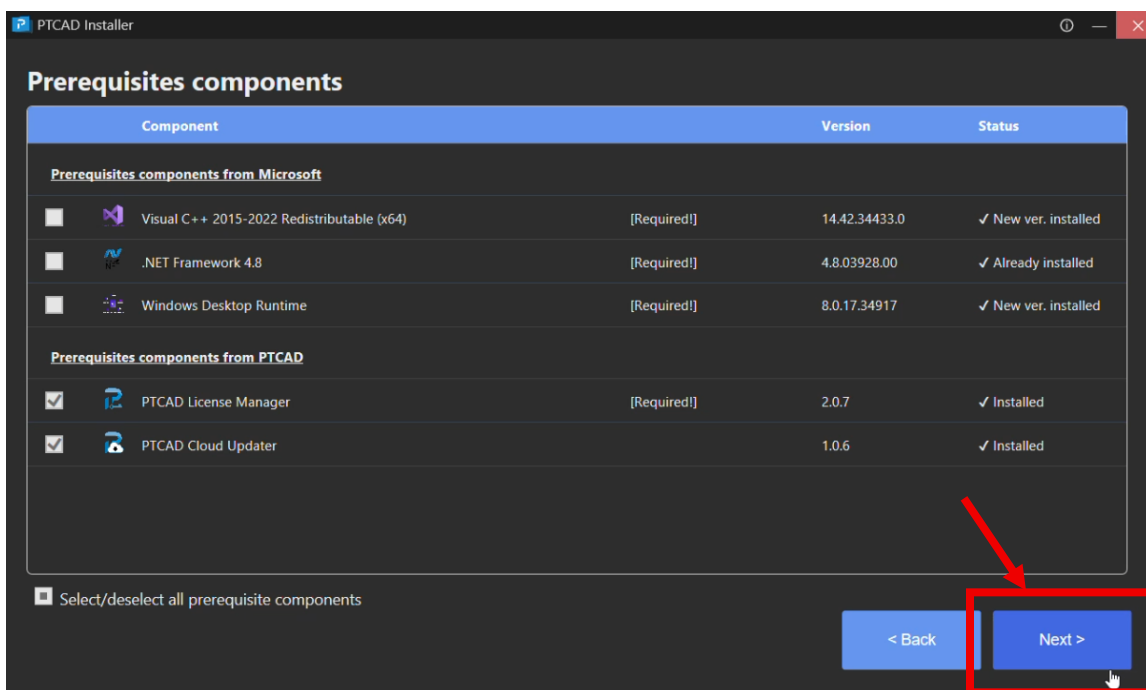 PTCAD Installer
Prerequisites components
Component Version Status
Prerequisites components from Microsoft
Visual C++ 2015-2022 Redistributable (x64) [Required!] 14.42.34433.0 ✓ New ver. installed
.NET Framework 4.8 [Required!] 4.8.03928.00 ✓ Already installed
Windows Desktop Runtime [Required!] 8.0.17.34917 ✓ New ver. installed
Prerequisites components from PTCAD
PTCAD License Manager [Required!] 2.0.7 ✓ Installed
PTCAD Cloud Updater 1.0.6 ✓ Installed
Select/deselect all prerequisite components
< Back Next >